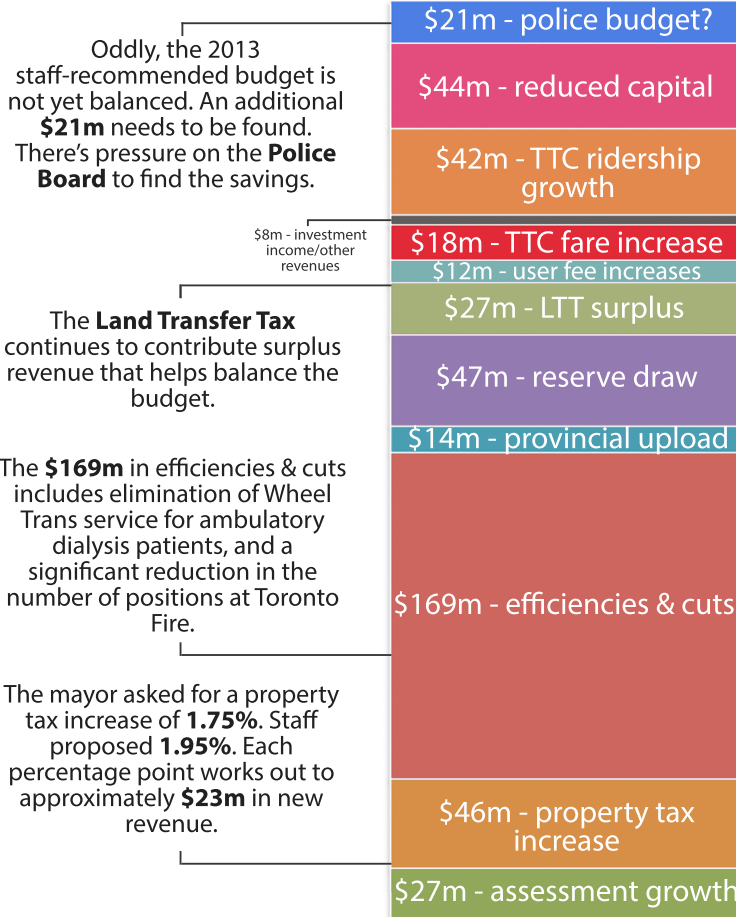 $21m - police budget?
Oddly, the 2013
staff-recommended budget is
not yet balanced. An additional
$21m needs to be found.
There's pressure on the Police
Board to find the savings.
$44m - reduced capital
$42m - TTC ridership
growth
$8m - investment
income/other
revenues
$18m - TTC fare increase
$12m - user fee increases
$27m - LTT surplus
The Land Transfer Tax
continues to contribute surplus
revenue that helps balance the
budget.
$47m - reserve draw
$14m - provincial upload
The $169m in efficiencies & cuts
includes elimination of Wheel
Trans service for ambulatory
dialysis patients, and a
significant reduction in the
number of positions at Toronto
Fire.
$169m - efficiencies & cuts
The mayor asked for a property
tax increase of 1.75%. Staff
proposed 1.95%. Each
percentage point works out to
approximately $23m in new
revenue.
$46m - property tax
increase
$27m - assessment growth